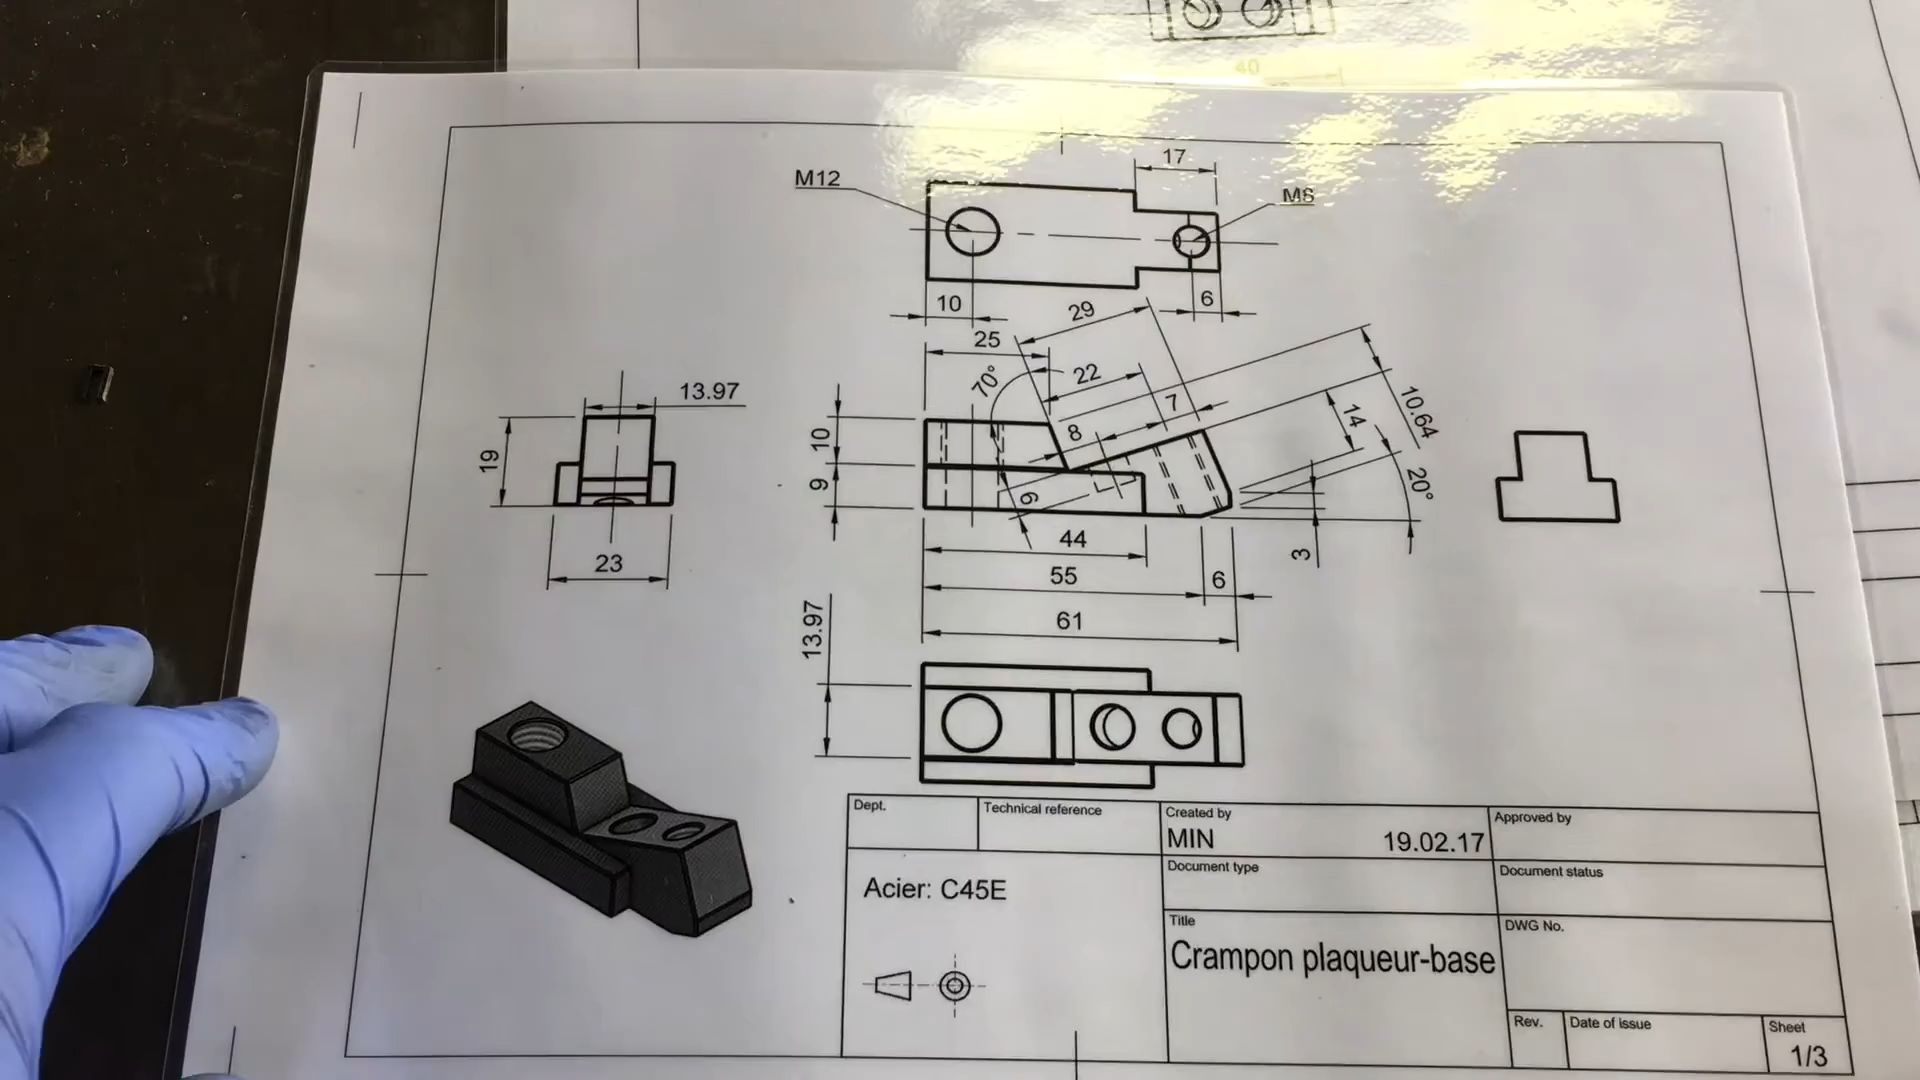 40
17
M12
M8
10
6
29
25
22
70°
7
13.97
8
10.64
14
10
19
9
6
20°
44
3
23
55
6
61
13.97
Dept.
Technical reference
Created by
MIN 19.02.17
Approved by
Document type
Document status
Acier: C45E
Title
Crampon plaqueur-base
DWG No.
Rev.
Date of issue
Sheet
1/3